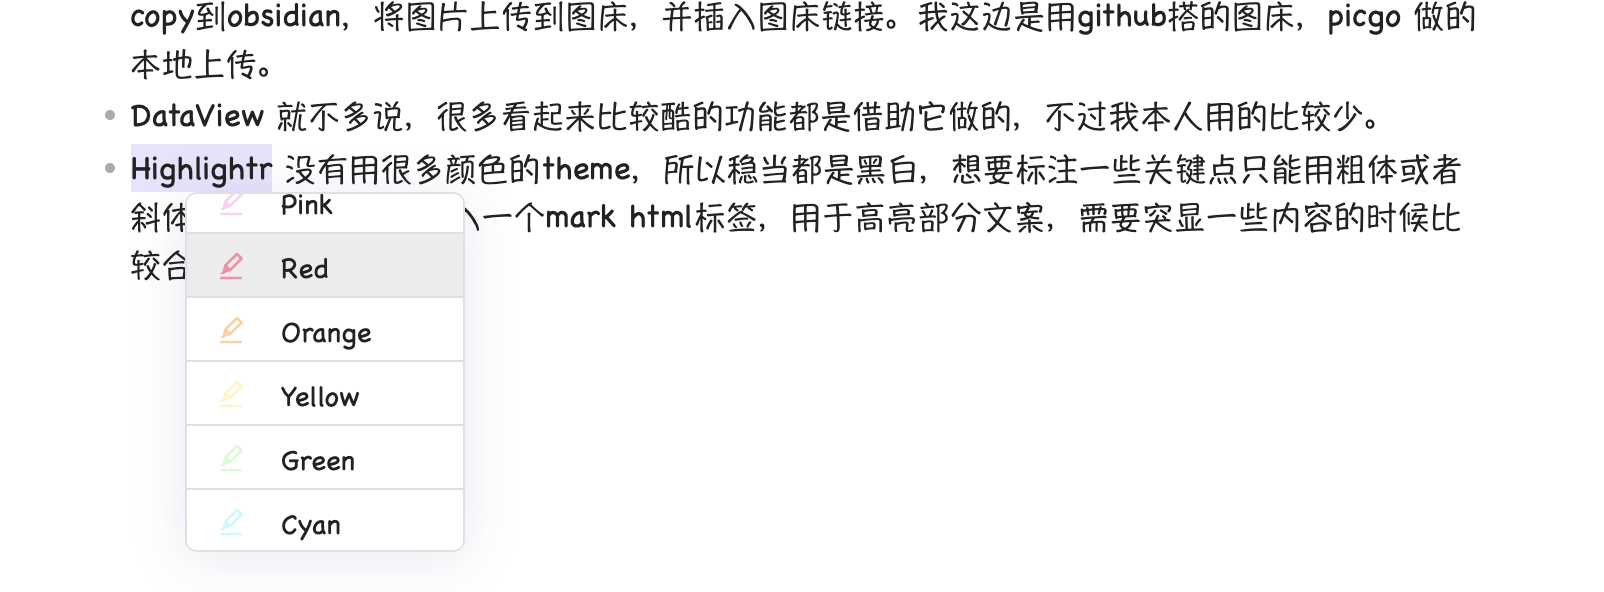 copy到obsidian，将图片上传到图床，并插入图床链接。我这边是用github搭的图床，picgo 做的
本地上传。
DataView 就不多说，很多看起来比较酷的功能都是借助它做的，不过我本人用的比较少。
Highlightr 没有用很多颜色的theme，所以稳当都是黑白，想要标注一些关键点只能用粗体或者
斜体 一个mark html标签，用于高亮部分文案，需要突显一些内容的时候比
较合
Pink
Red
Orange
Yellow
Green
Cyan